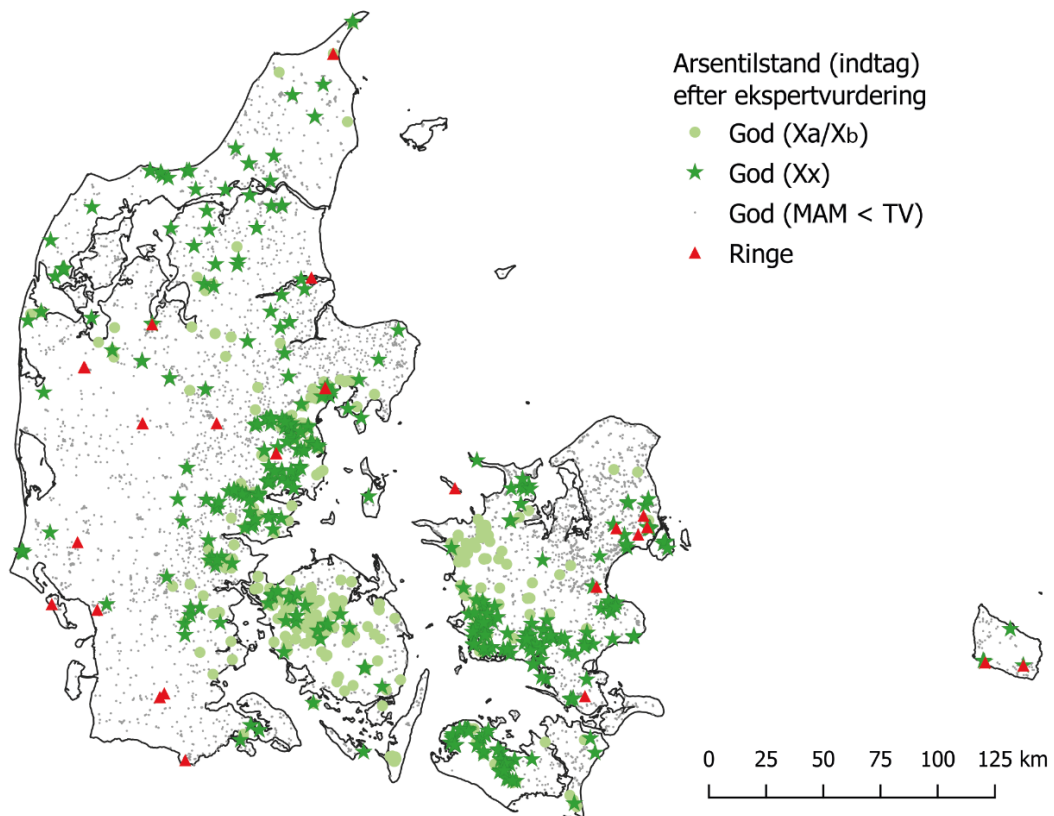 Arsentilstand (indtag)
efter ekspertvurdering
God (Xa/Xb)
God (Xx)
God (MAM < TV)
Ringe
0 25 50 75 100 125 km